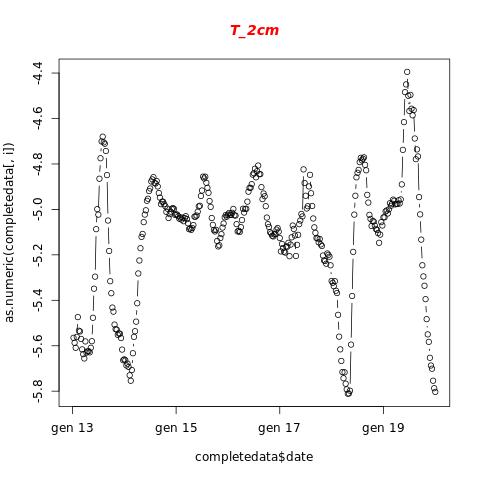 T_2cm
as.numeric(completedata[, i])
-4.4
-4.6
-4.8
-5.0
-5.2
-5.4
-5.6
-5.8
gen 13 gen 15 gen 17 gen 19
completedata$date